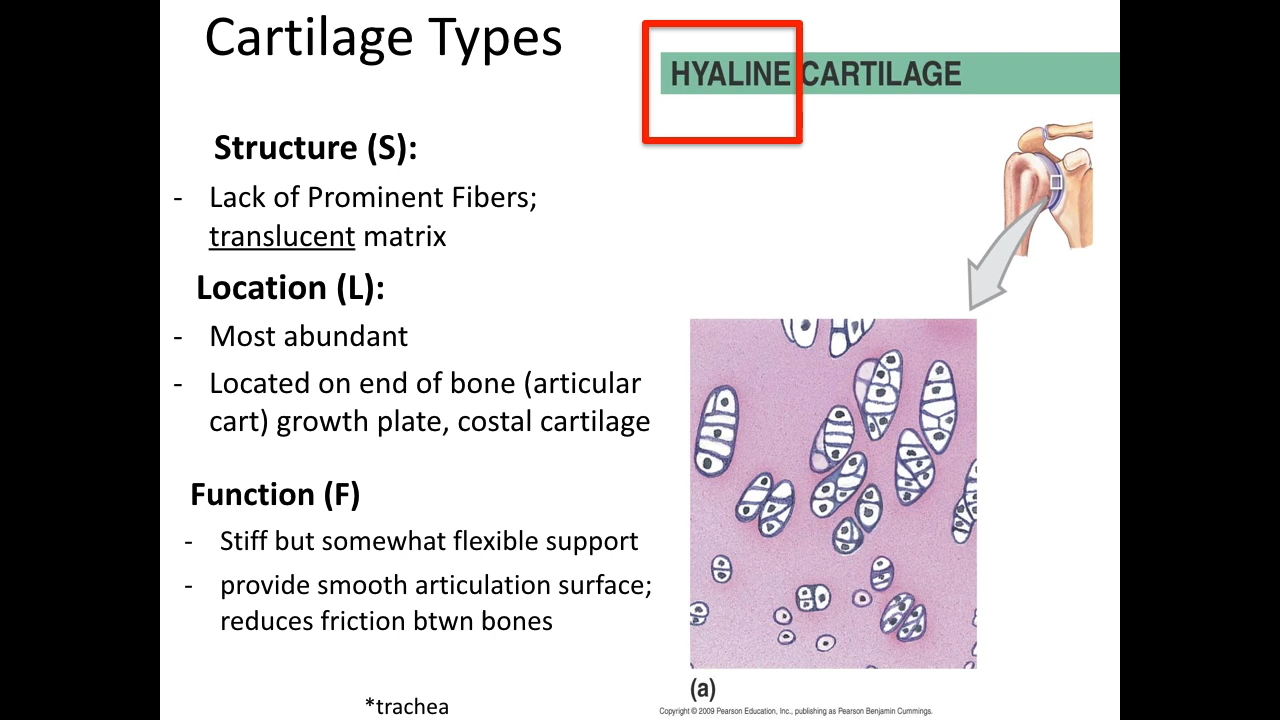 Cartilage Types
HYALINE CARTILAGE
Structure (S):
- Lack of Prominent Fibers;
translucent matrix
Location (L):
- Most abundant
- Located on end of bone (articular
cart) growth plate, costal cartilage
Function (F)
- Stiff but somewhat flexible support
- provide smooth articulation surface;
reduces friction btwn bones
*trachea
(a)
Copyright © 2009 Pearson Education, Inc., publishing as Pearson Benjamin Cummings.